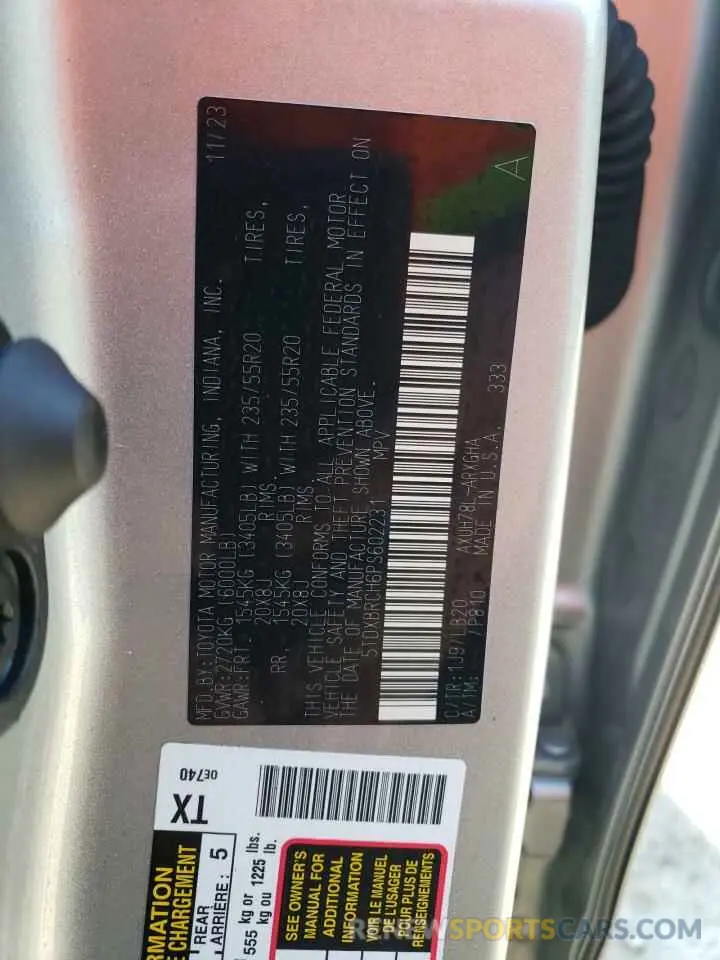 MFD BY: TOYOTA MOTOR MANUFACTURING, INDIANA, INC. 11/23
GVWR: 2720KG (6000LB)
GAWR: FRT. 1545KG (3405LB) WITH 235/55R20 TIRES,
20X8J RIMS,
RR. 1545KG (3405LB) WITH 235/55R20 TIRES,
20X8J RIMS
THIS VEHICLE CONFORMS TO ALL APPLICABLE FEDERAL MOTOR
VEHICLE SAFETY AND THEFT PREVENTION STANDARDS IN EFFECT ON
THE DATE OF MANUFACTURE SHOWN ABOVE.
5TDXBRCH6PS602231 MPV
A
C/TR: 1J9/LB20 AXUH78L-ARXGHA 333
A/TM: -/P810 MADE IN U.S.A.
TX 0E740
RMATION
E CHARGEMENT
REAR
ARRIÈRE : 5
555 kg or 1225 lbs.
kg ou lb.
SEE OWNER'S
MANUAL FOR
ADDITIONAL
INFORMATION
VOIR LE MANUEL
DE L'USAGER
POUR PLUS DE
RENSEIGNEMENTS
RENEWSPORTSCARS.COM